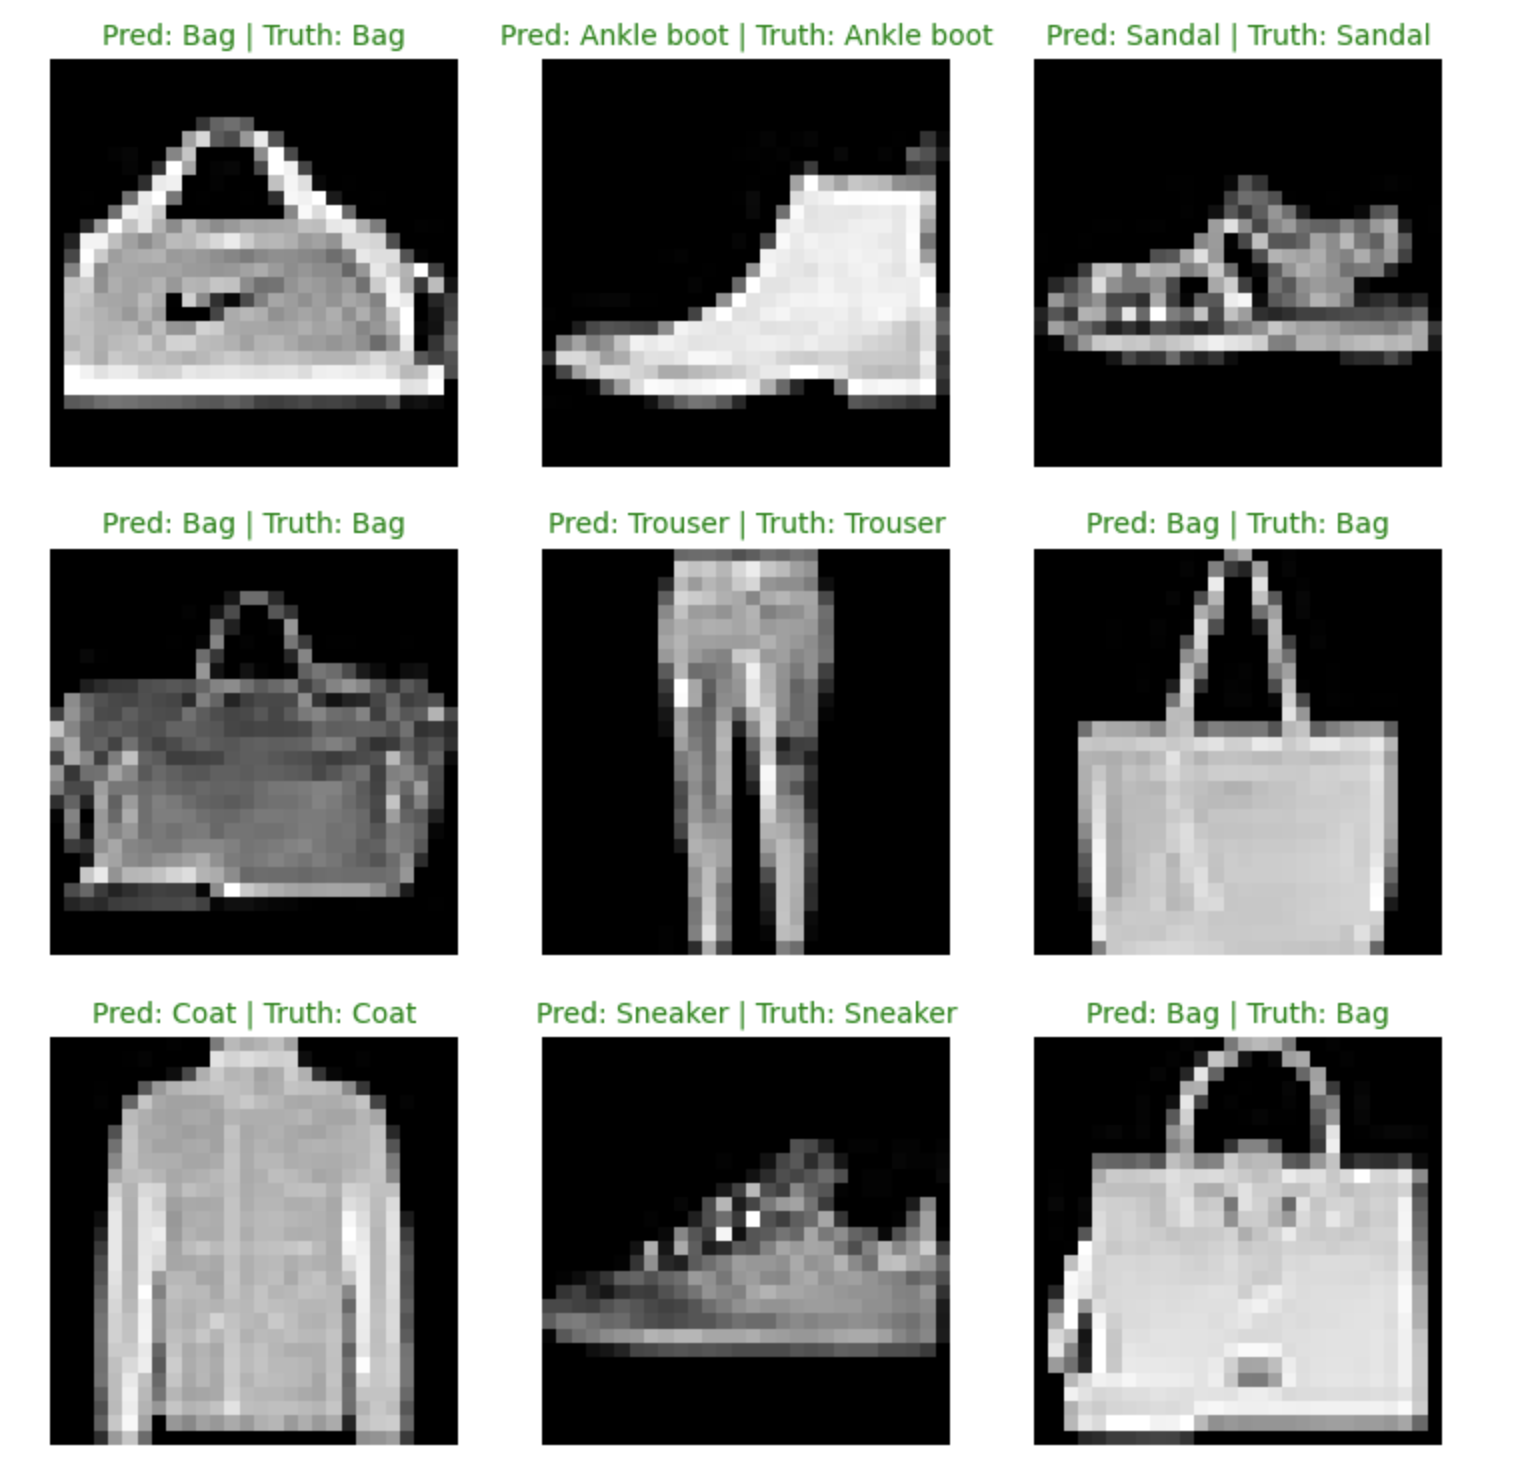 Pred: Bag | Truth: Bag
Pred: Ankle boot | Truth: Ankle boot
Pred: Sandal | Truth: Sandal
Pred: Bag | Truth: Bag
Pred: Trouser | Truth: Trouser
Pred: Bag | Truth: Bag
Pred: Coat | Truth: Coat
Pred: Sneaker | Truth: Sneaker
Pred: Bag | Truth: Bag